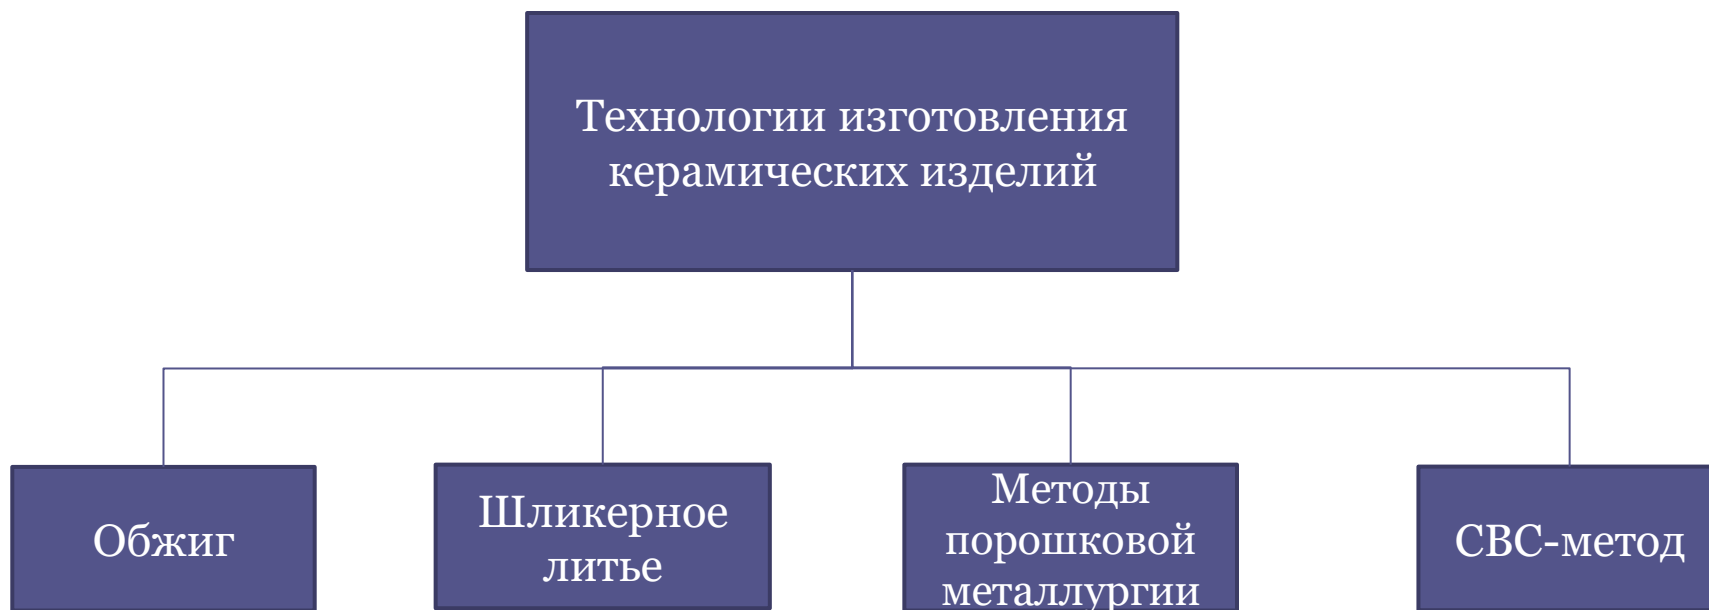 Технологии изготовления
керамических изделий
Обжиг
Шликерное
литье
Методы
порошковой
металлургии
СВС-метод